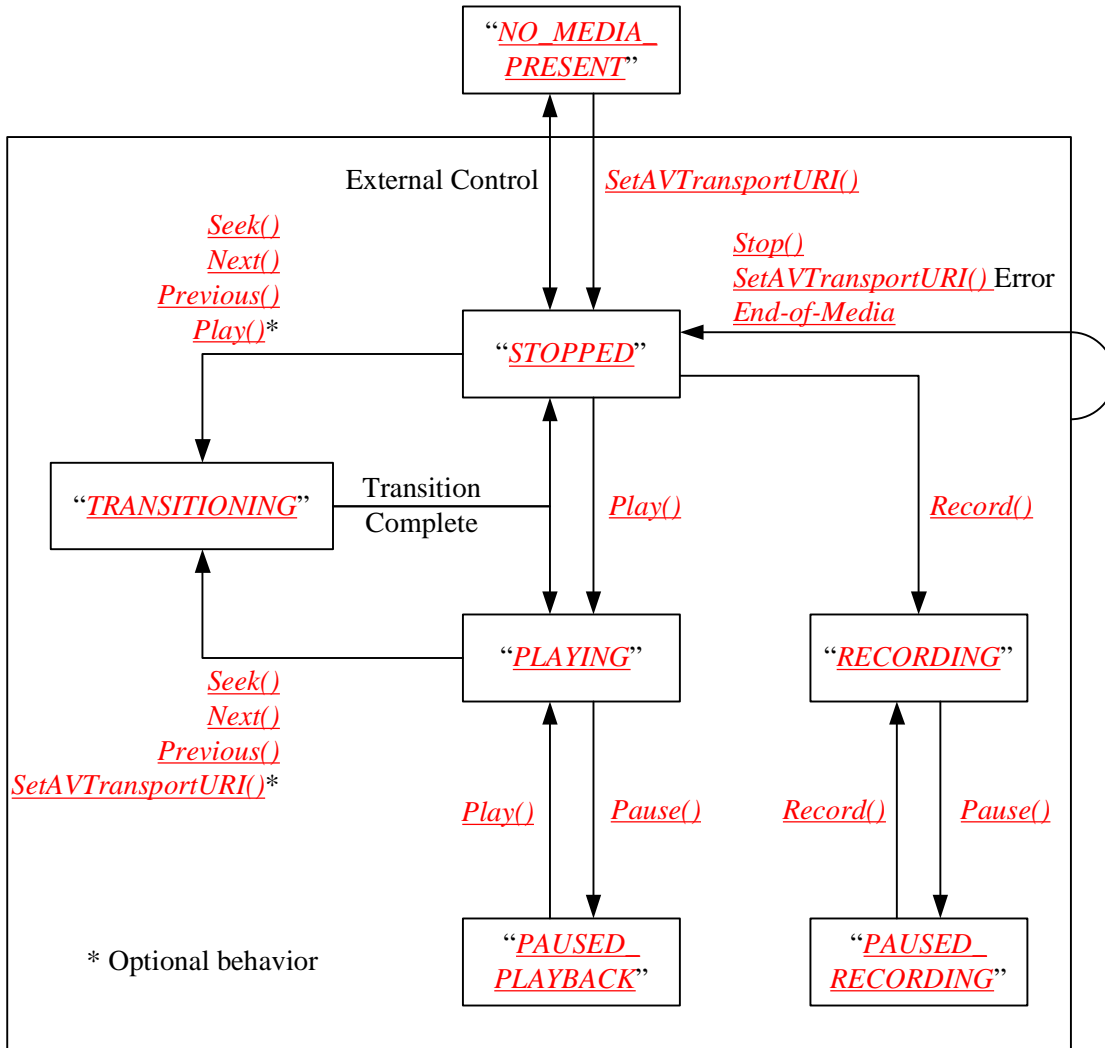 “NO_MEDIA_
PRESENT”
External Control
SetAVTransportURI()
Seek()
Next()
Previous()
Play()*
Stop()
SetAVTransportURI() Error
End-of-Media
“STOPPED”
“TRANSITIONING”
Transition
Complete
Play()
Record()
“PLAYING”
“RECORDING”
Seek()
Next()
Previous()
SetAVTransportURI()*
Play()
Pause()
Record()
Pause()
* Optional behavior
“PAUSED_
PLAYBACK”
“PAUSED_
RECORDING”